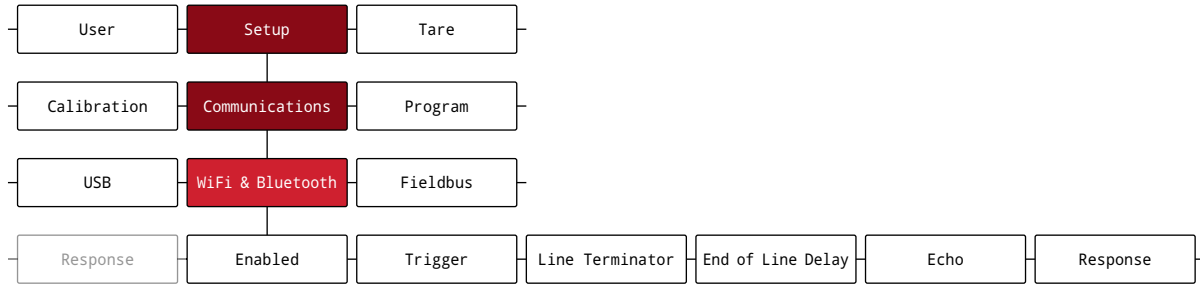 User Setup Tare
Calibration Communications Program
USB WiFi & Bluetooth Fieldbus
Response Enabled Trigger Line Terminator End of Line Delay Echo Response